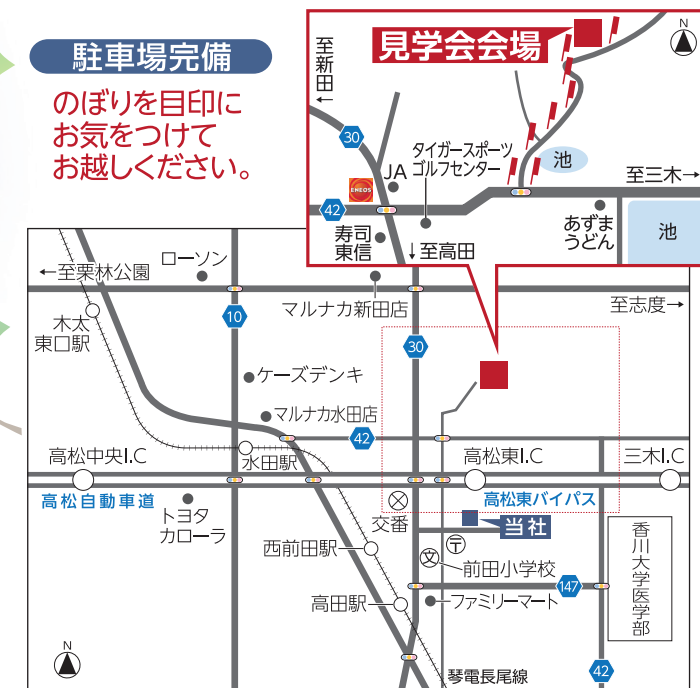 駐車場完備
のぼりを目印に
お気をつけて
お越しください。
見学会会場
N
至新田
←
30
タイガースポーツ
ゴルフセンター
JA
ENEOS
池
至三木→
42
寿司
東信
↓至高田
あずま
うどん
池
←至栗林公園
ローソン
マルナカ新田店
至志度→
木太
東口駅
10
30
ケーズデンキ
マルナカ水田店
42
高松中央I.C
水田駅
高松東I.C
三木I.C
高松自動車道
高松東バイパス
トヨタ
カローラ
交番
当社
西前田駅
〒
文
前田小学校
香川大学医学部
147
高田駅
ファミリーマート
42
琴電長尾線
N